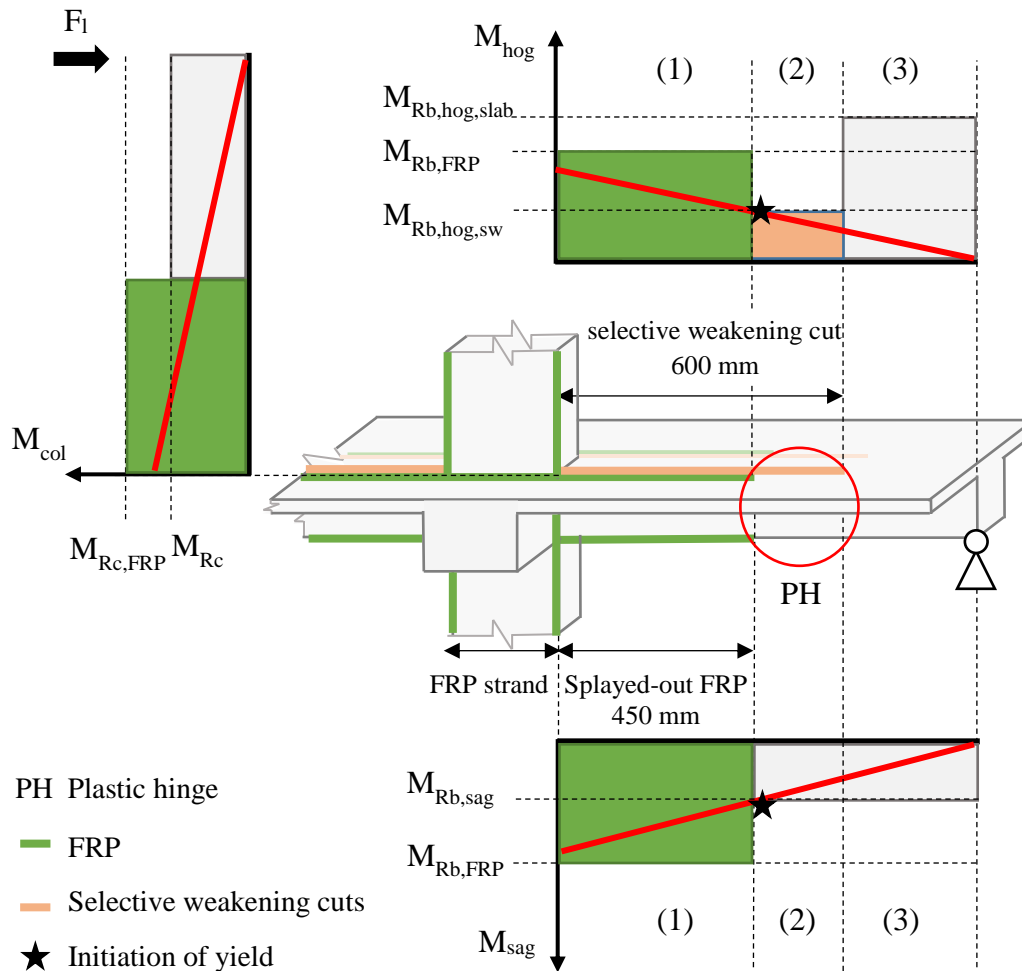 F_l
M_hog
(1) (2) (3)
M_Rb,hog,slab
M_Rb,FRP
M_Rb,hog,sw
selective weakening cut
600 mm
M_col
M_Rc,FRP M_Rc
PH
FRP strand Splayed-out FRP
450 mm
M_Rb,sag
M_Rb,FRP
(1) (2) (3)
M_sag
PH Plastic hinge
FRP
Selective weakening cuts
Initiation of yield